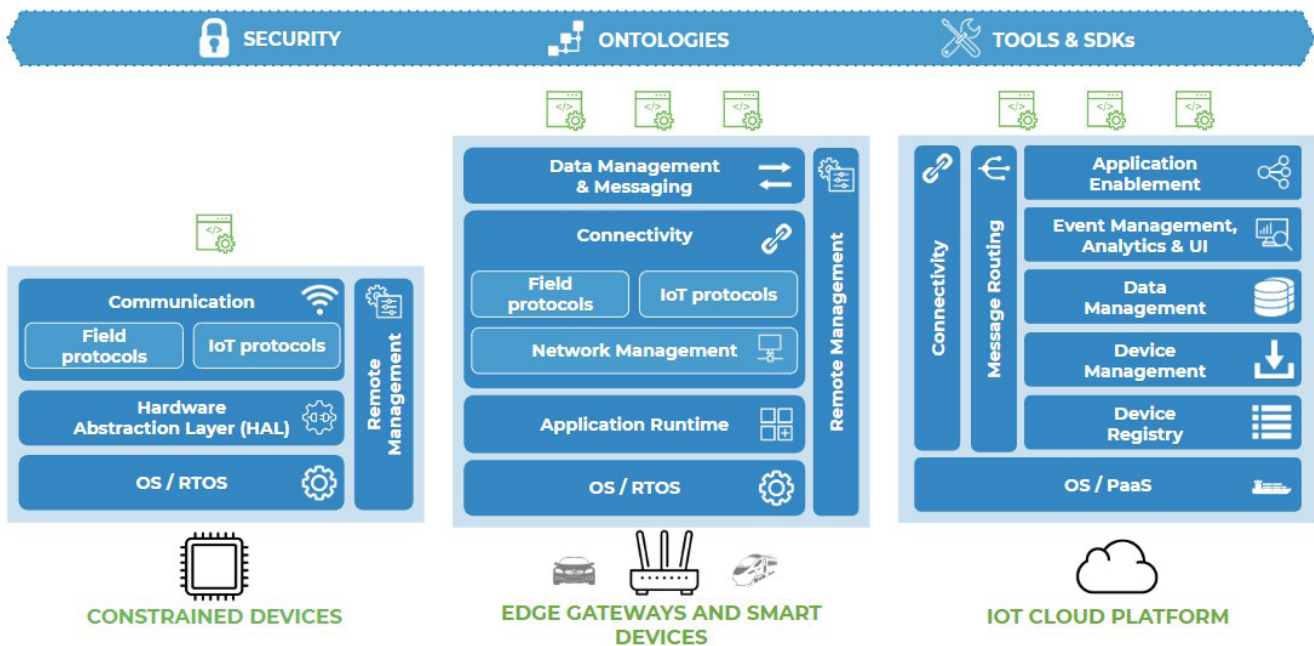 SECURITY
ONTOLOGIES
TOOLS & SDKs
</>
Communication
Field
protocols
IoT protocols
Hardware
Abstraction Layer (HAL)
OS / RTOS
Remote
Management
CONSTRAINED DEVICES
</>
</>
</>
Data Management
& Messaging
Connectivity
Field
protocols
IoT protocols
Network Management
Application Runtime
OS / RTOS
Remote Management
EDGE GATEWAYS AND SMART
DEVICES
</>
</>
</>
Connectivity
Message Routing
Application
Enablement
Event Management,
Analytics & UI
Data
Management
Device
Management
Device
Registry
OS / PaaS
IOT CLOUD PLATFORM